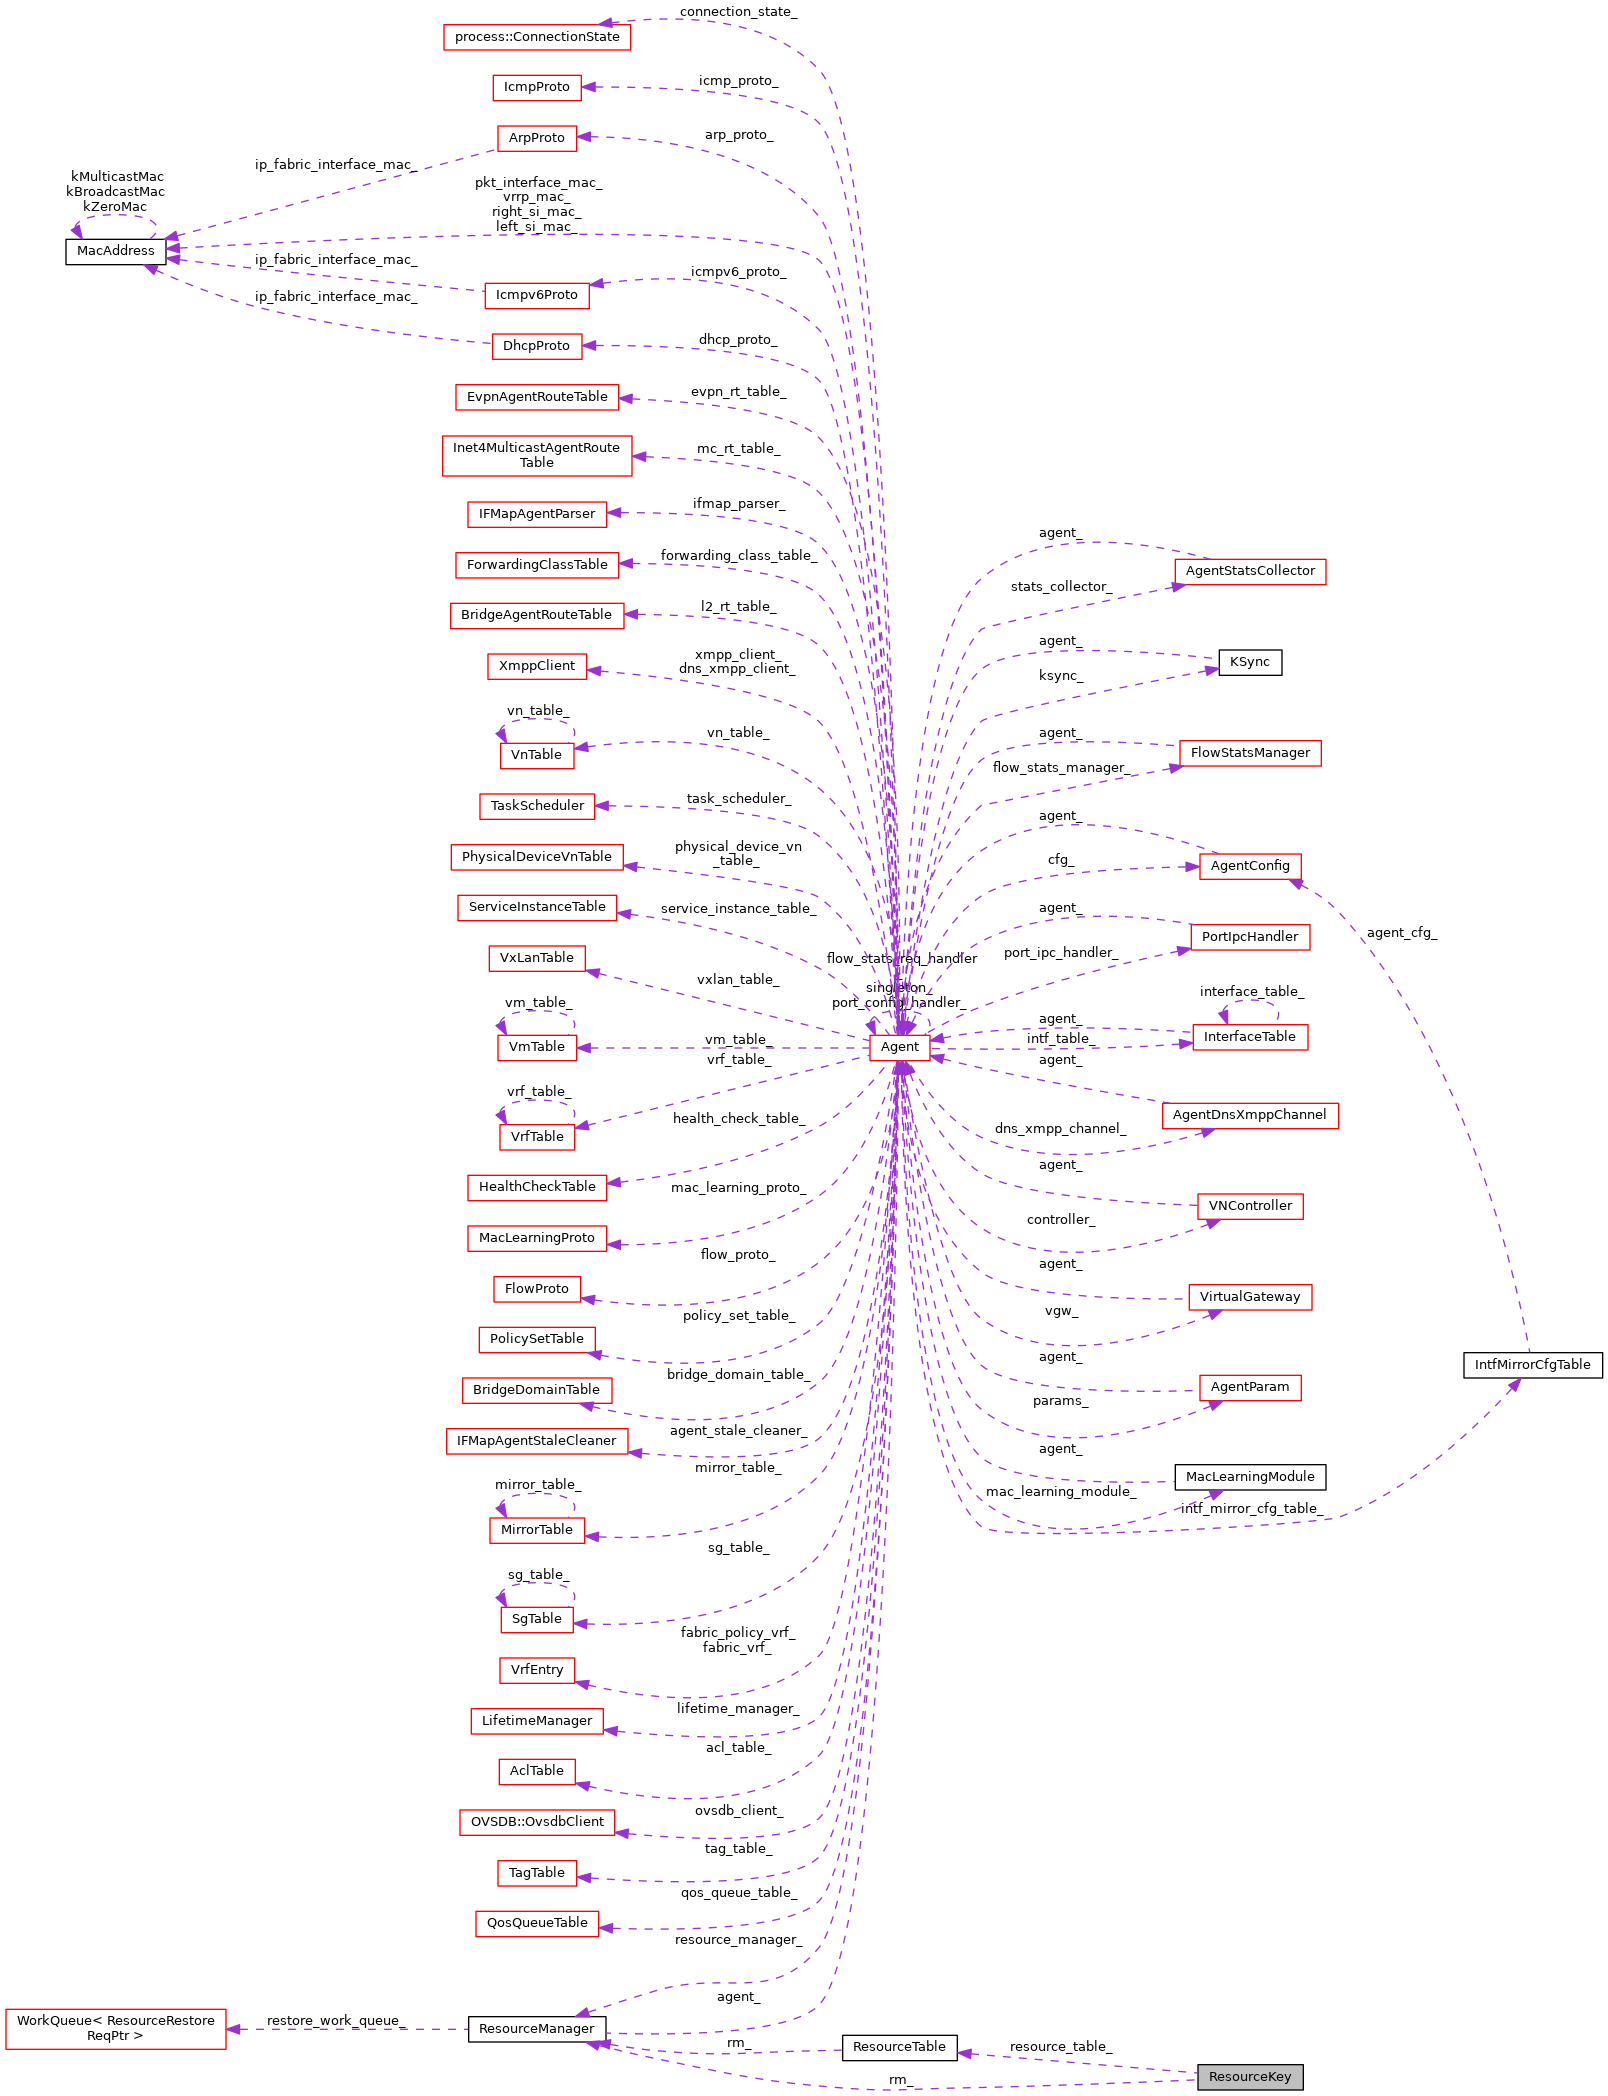 connection_state_
process::ConnectionState
icmp_proto_
IcmpProto
arp_proto_
ArpProto
ip_fabric_interface_mac_
kMulticastMac
kBroadcastMac
kZeroMac
pkt_interface_mac_
vrrp_mac_
right_si_mac_
left_si_mac_
MacAddress
ip_fabric_interface_mac_
icmpv6_proto_
Icmpv6Proto
ip_fabric_interface_mac_
dhcp_proto_
DhcpProto
evpn_rt_table_
EvpnAgentRouteTable
mc_rt_table_
Inet4MulticastAgentRoute
Table
ifmap_parser_
IFMapAgentParser
agent_
forwarding_class_table_
ForwardingClassTable
AgentStatsCollector
stats_collector_
l2_rt_table_
BridgeAgentRouteTable
agent_
xmpp_client_
dns_xmpp_client_
XmppClient
KSync
ksync_
vn_table_
vn_table_
VnTable
agent_
FlowStatsManager
flow_stats_manager_
task_scheduler_
TaskScheduler
agent_
physical_device_vn
_table_
PhysicalDeviceVnTable
cfg_
AgentConfig
service_instance_table_
ServiceInstanceTable
agent_
PortIpcHandler
agent_cfg_
port_ipc_handler_
flow_stats_req_handler
_
singleton_
port_config_handler_
VxLanTable
vxlan_table_
interface_table_
vm_table_
agent_
InterfaceTable
intf_table_
VmTable
vm_table_
Agent
vrf_table_
agent_
vrf_table_
VrfTable
AgentDnsXmppChannel
dns_xmpp_channel_
health_check_table_
HealthCheckTable
agent_
mac_learning_proto_
VNController
controller_
MacLearningProto
flow_proto_
agent_
FlowProto
VirtualGateway
vgw_
policy_set_table_
PolicySetTable
agent_
IntfMirrorCfgTable
bridge_domain_table_
BridgeDomainTable
AgentParam
params_
agent_stale_cleaner_
IFMapAgentStaleCleaner
agent_
mirror_table_
mirror_table_
MacLearningModule
mac_learning_module_
intf_mirror_cfg_table_
MirrorTable
sg_table_
sg_table_
SgTable
fabric_policy_vrf_
fabric_vrf_
VrfEntry
lifetime_manager_
LifetimeManager
acl_table_
AclTable
ovsdb_client_
OVSDB::OvsdbClient
tag_table_
TagTable
qos_queue_table_
QosQueueTable
resource_manager_
agent_
WorkQueue< ResourceRestore
ReqPtr >
restore_work_queue_
ResourceManager
rm_
ResourceTable
resource_table_
rm_
ResourceKey